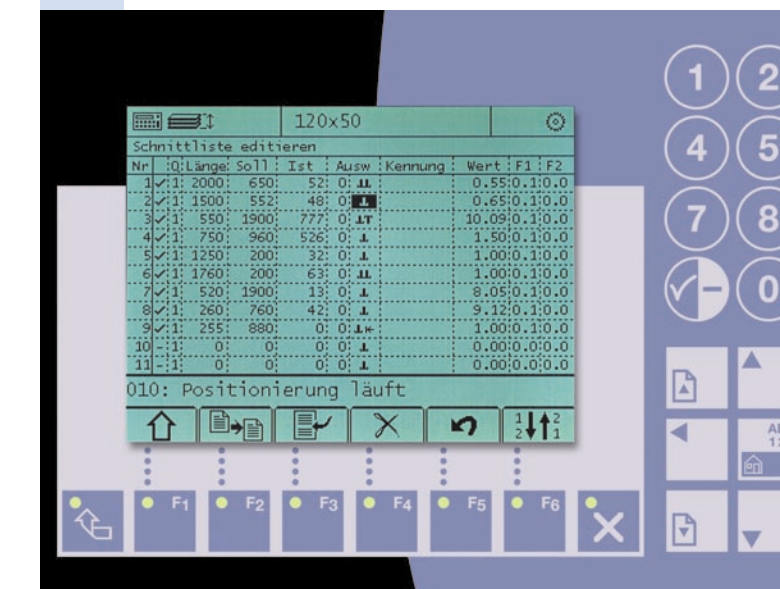 120x50
Schnittliste editieren
Nr Q Länge Soll Ist Ausw Kennung Wert F1 F2
1 ✓ 1 2000 650 52 0 0.55 0.1 0.0
2 ✓ 1 1500 552 48 0 0.65 0.1 0.0
3 ✓ 1 550 1900 777 0 10.09 0.1 0.0
4 ✓ 1 750 960 526 0 1.50 0.1 0.0
5 ✓ 1 1250 200 32 0 1.00 0.1 0.0
6 ✓ 1 1760 200 63 0 1.00 0.1 0.0
7 ✓ 1 520 1900 13 0 8.05 0.1 0.0
8 ✓ 1 260 760 42 0 9.12 0.1 0.0
9 ✓ 1 255 880 0 0 1.00 0.1 0.0
10 - 1 0 0 0 0 0.00 0.0 0.0
11 - 1 0 0 0 0 0.00 0.0 0.0
010: Positionierung läuft
1 2
2 1
F1 F2 F3 F4 F5 F6
1 2
4 5
7 8
0